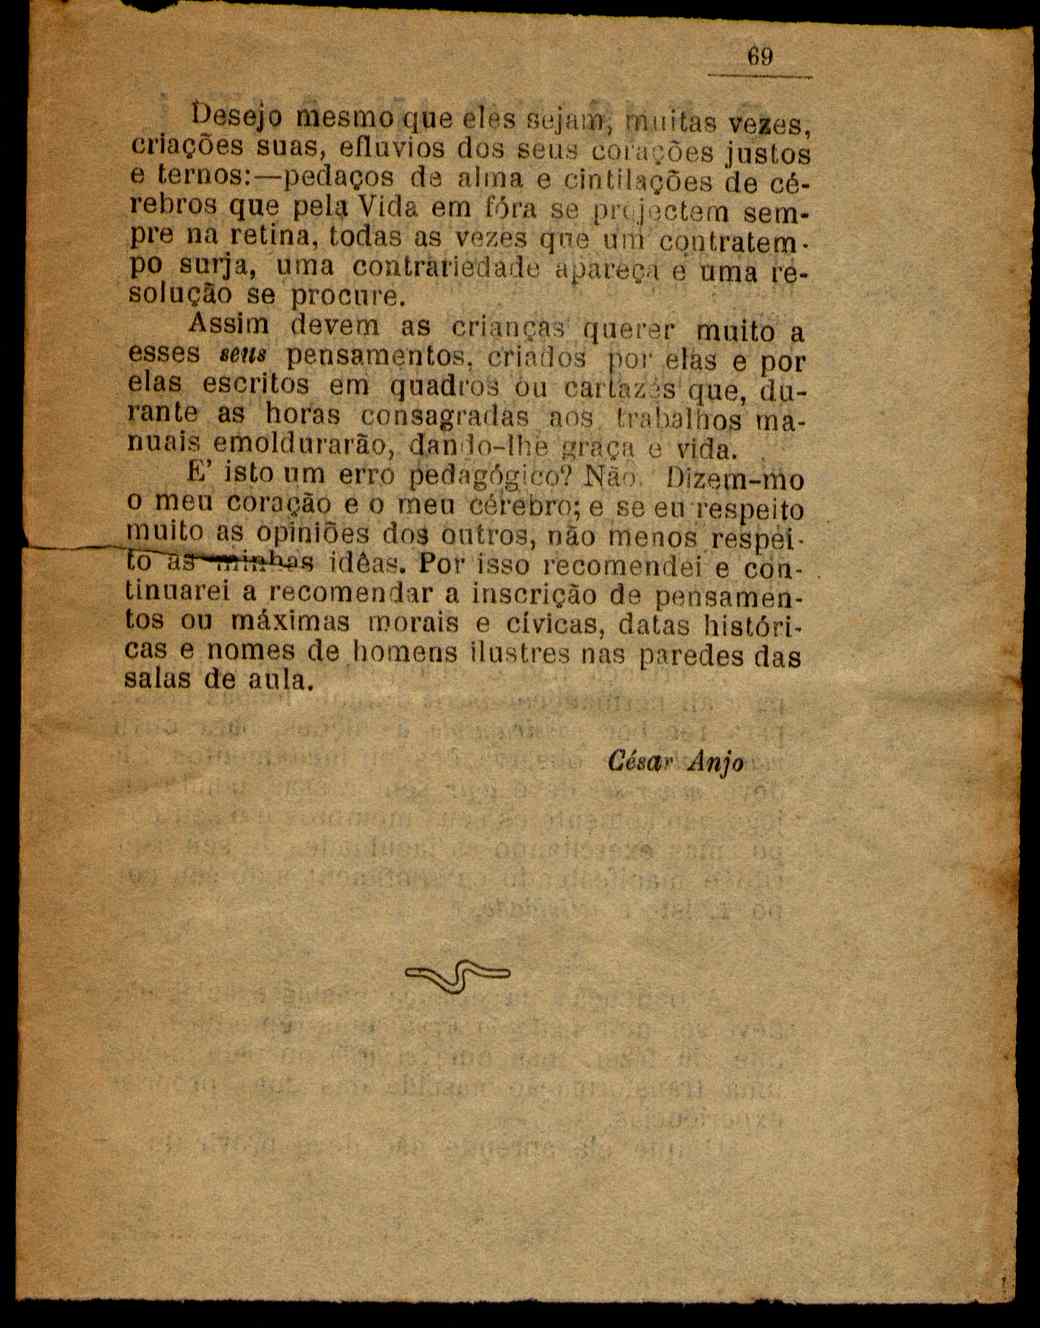 69
Desejo mesmo que eles sejam, muitas vezes,
criações suas, efluvios dos seus corações justos
e ternos:—pedaços de alma e cintilações de cé-
rebros que pela Vida em fóra se projectem sem-
pre na retina, todas as vezes que um contratem-
po surja, uma contrariedade apareça e uma re-
solução se procure.
Assim devem as crianças querer muito a
esses seus pensamentos, criados por elas e por
elas escritos em quadros ou cartazes que, du-
rante as horas consagradas aos trabalhos ma-
nuais emoldurarão, dando-lhe graça e vida.
E' isto um erro pedagógico? Não. Dizem-mo
o meu coração e o meu cérebro; e se eu respeito
muito as opiniões dos outros, não menos respei-
to as minhas idêas. Por isso recomendei e con-
tinuarei a recomendar a inscrição de pensamen-
tos ou máximas morais e cívicas, datas históri-
cas e nomes de homens ilustres nas paredes das
salas de aula.
César Anjo